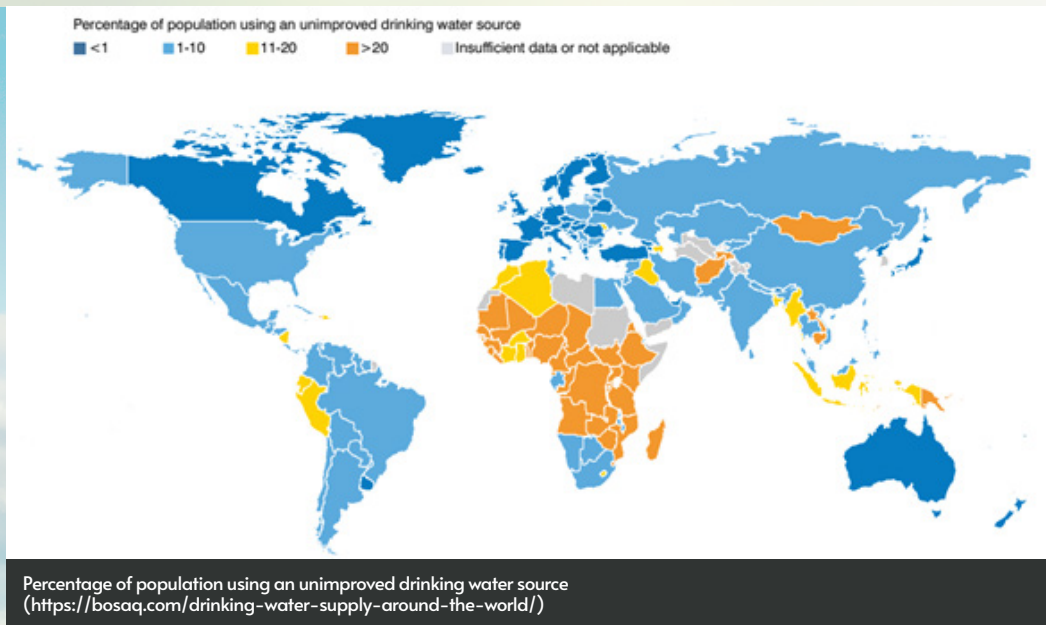 Percentage of population using an unimproved drinking water source
<1 1-10 11-20 >20 Insufficient data or not applicable
Percentage of population using an unimproved drinking water source
(https://bosaq.com/drinking-water-supply-around-the-world/)